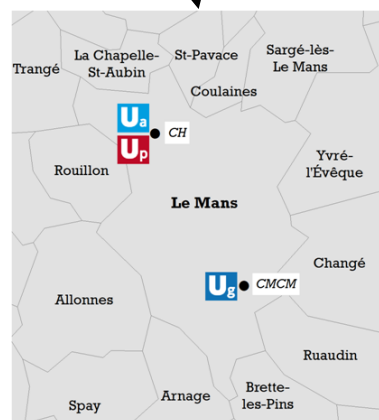 La Chapelle-
St-Aubin
St-Pavace
Sargé-lès-
Le Mans
Trangé
Coulaines
Ua
CH
Up
Rouillon
Yvré-
l'Évêque
Le Mans
Changé
Ug
CMCM
Allonnes
Ruaudin
Spay
Arnage
Brette-
les-Pins